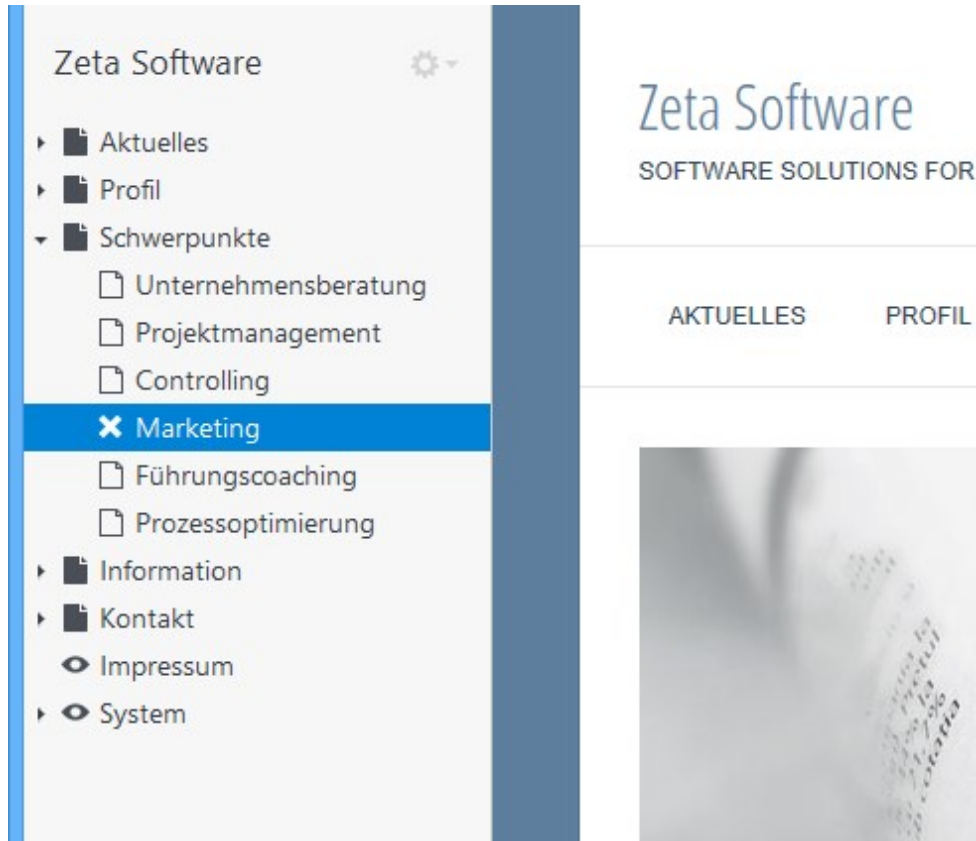 Zeta Software
Aktuelles
Profil
Schwerpunkte
Unternehmensberatung
Projektmanagement
Controlling
Marketing
Führungscoaching
Prozessoptimierung
Information
Kontakt
Impressum
System
Zeta Software
SOFTWARE SOLUTIONS FOR
AKTUELLES PROFIL